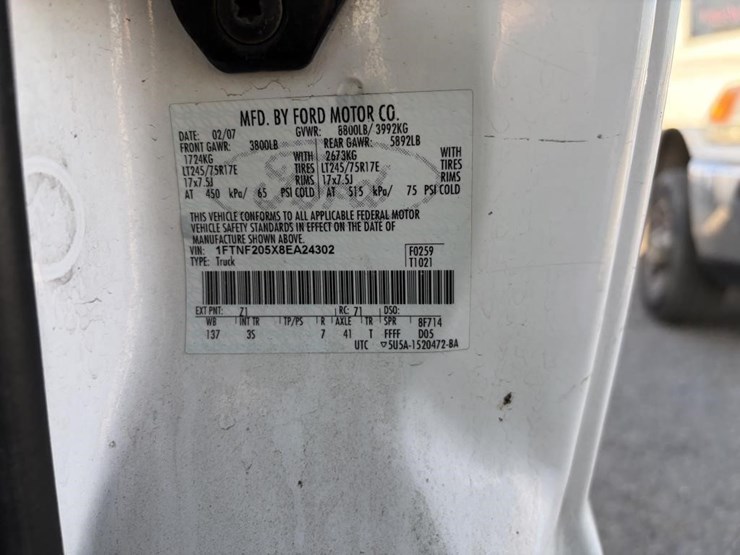 MFD. BY FORD MOTOR CO.
DATE: 02/07 GVWR: 8800LB/ 3992KG
FRONT GAWR: 3800LB REAR GAWR: 5892LB
1724KG WITH 2673KG WITH
LT245/75R17E TIRES LT245/75R17E TIRES
17x7.5J RIMS 17x7.5J RIMS
AT 450 kPa/ 65 PSI COLD AT 515 kPa/ 75 PSI COLD
THIS VEHICLE CONFORMS TO ALL APPLICABLE FEDERAL MOTOR
VEHICLE SAFETY STANDARDS IN EFFECT ON THE DATE OF
MANUFACTURE SHOWN ABOVE.
VIN: 1FTNF205X8EA24302
TYPE: Truck
F0259
T1021
EXT PNT: Z1 RC: 71 DSO:
WB INT TR TP/PS R AXLE TR SPR 8F714
137 3S 7 41 T FFFF D05
UTC ▽5U5A-1520472-BA